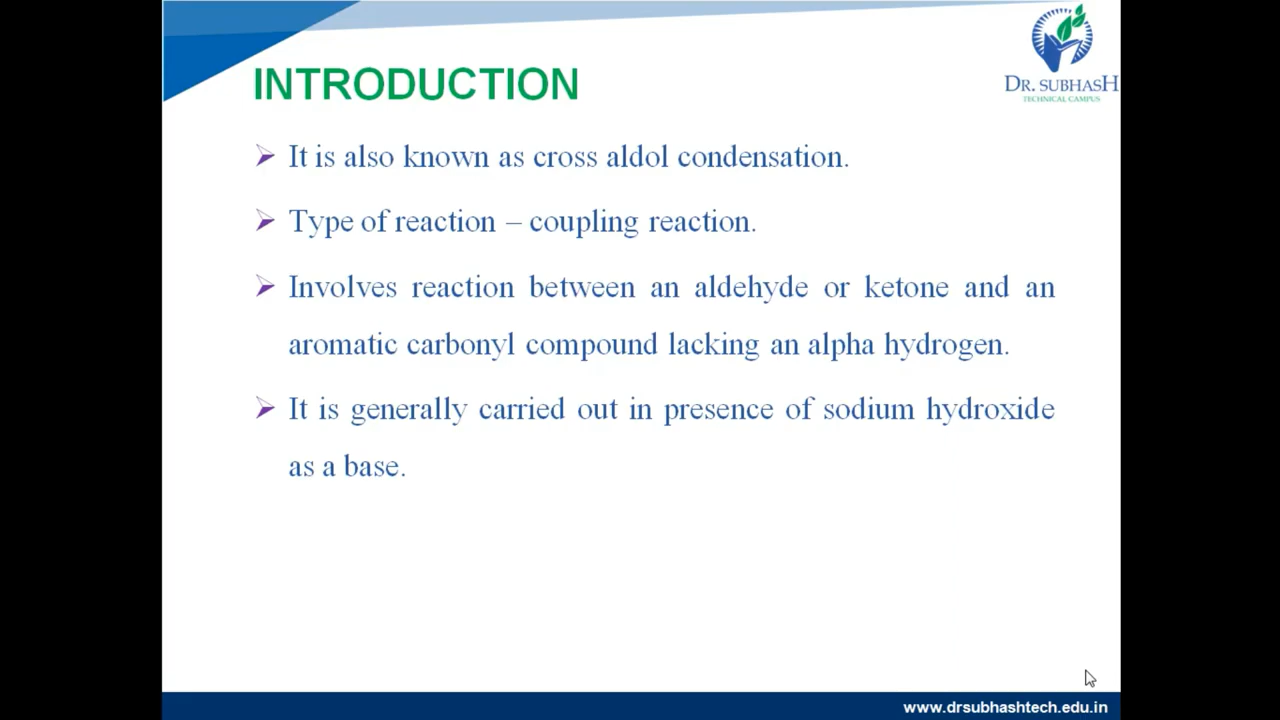 DR. SUBHASH
TECHNICAL CAMPUS
INTRODUCTION
It is also known as cross aldol condensation.
Type of reaction – coupling reaction.
Involves reaction between an aldehyde or ketone and an
aromatic carbonyl compound lacking an alpha hydrogen.
It is generally carried out in presence of sodium hydroxide
as a base.
www.drsubhashtech.edu.in